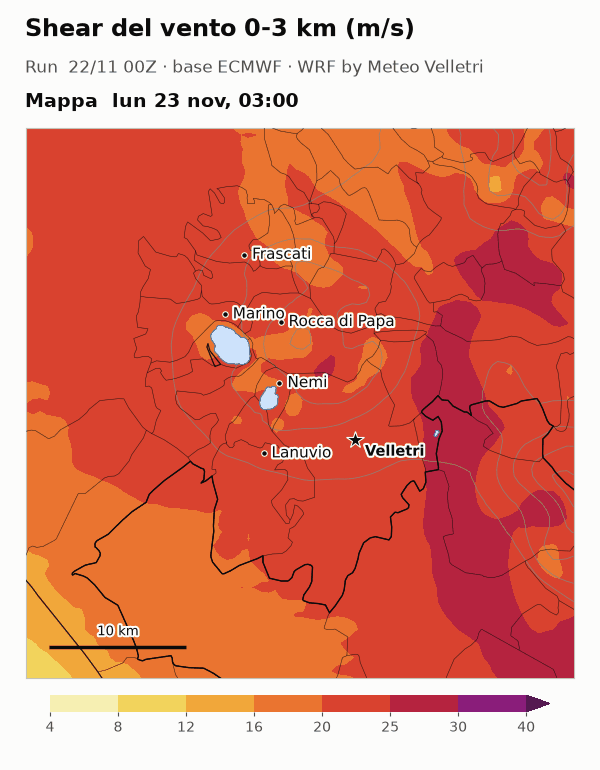 Shear del vento 0-3 km (m/s)
Run  22/11 00Z · base ECMWF · WRF by Meteo Velletri
Mappa  lun 23 nov, 03:00
Frascati
Marino
Rocca di Papa
Nemi
Velletri
Lanuvio
10 km
4 8 12 16 20 25 30 40